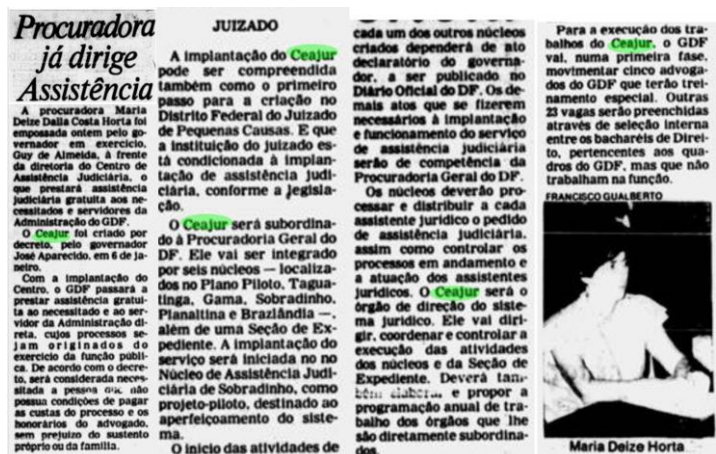 Procuradora
já dirige
Assistência
A procuradora Maria
Deize Dalla Costa Horta foi
empossada ontem pelo go-
vernador em exercício,
Guy de Almeida, à frente
da diretoria do Centro de
Assistência Judiciária, o
que prestará assistência
judiciária gratuita aos ne-
cessitados e servidores da
Administração do GDF.
O Ceajur foi criado por
decreto, pelo governador
José Aparecido, em 6 de ja-
neiro.
Com a implantação do
Centro, o GDF passará a
prestar assistência gratui-
ta ao necessitado e ao ser-
vidor da Administração di-
reta, cujos processos se-
jam originados do
exercício da função públi-
ca. De acordo com o decre-
to, será considerada neces-
sitada a pessoa que não
possua condições de pagar
as custas do processo e os
honorários do advogado,
sem prejuízo do sustento
próprio ou da família.
JUIZADO
A implantação do Ceajur
pode ser compreendida
também como o primeiro
passo para a criação no
Distrito Federal do Juizado
de Pequenas Causas. E que
a instituição do juizado es-
tá condicionada à implan-
tação de assistência judi-
ciária, conforme a legisla-
ção.
O Ceajur será subordina-
do à Procuradoria Geral do
DF. Ele vai ser integrado
por seis núcleos — localiza-
dos no Plano Piloto, Tagua-
tinga, Gama, Sobradinho,
Planaltina e Brazlândia —,
além de uma Seção de Ex-
pediente. A implantação do
serviço será iniciada no no
Núcleo de Assistência Judi-
ciária de Sobradinho, como
projeto-piloto, destinado ao
aperfeiçoamento do siste-
ma.
O início das atividades de
cada um dos outros núcleos
criados dependerá de ato
declaratório do governa-
dor, a ser publicado no
Diário Oficial do DF. Os de-
mais atos que se fizerem
necessários à implantação
e funcionamento do serviço
de assistência judiciária
serão de competência da
Procuradoria Geral do DF.
Os núcleos deverão pro-
cessar e distribuir a cada
assistente jurídico o pedido
de assistência judiciária,
assim como controlar os
processos em andamento e
a atuação dos assistentes
jurídicos. O Ceajur será o
órgão de direção do siste-
ma jurídico. Ele vai diri-
gir, coordenar e controlar a
execução das atividades
dos núcleos e da Seção de
Expediente. Deverá tam-
bém elaborar e propor a
programação anual de tra-
balho dos órgãos que lhe
são diretamente subordina-
dos.
Para a execução dos tra-
balhos do Ceajur, o GDF
vai, numa primeira fase,
movimentar cinco advoga-
dos do GDF que terão trei-
namento especial. Outras
23 vagas serão preenchidas
através de seleção interna
entre os bacharéis de Direi-
to, pertencentes aos qua-
dros do GDF, mas que não
trabalham na função.
FRANCISCO GUALBERTO
Maria Deize Horta